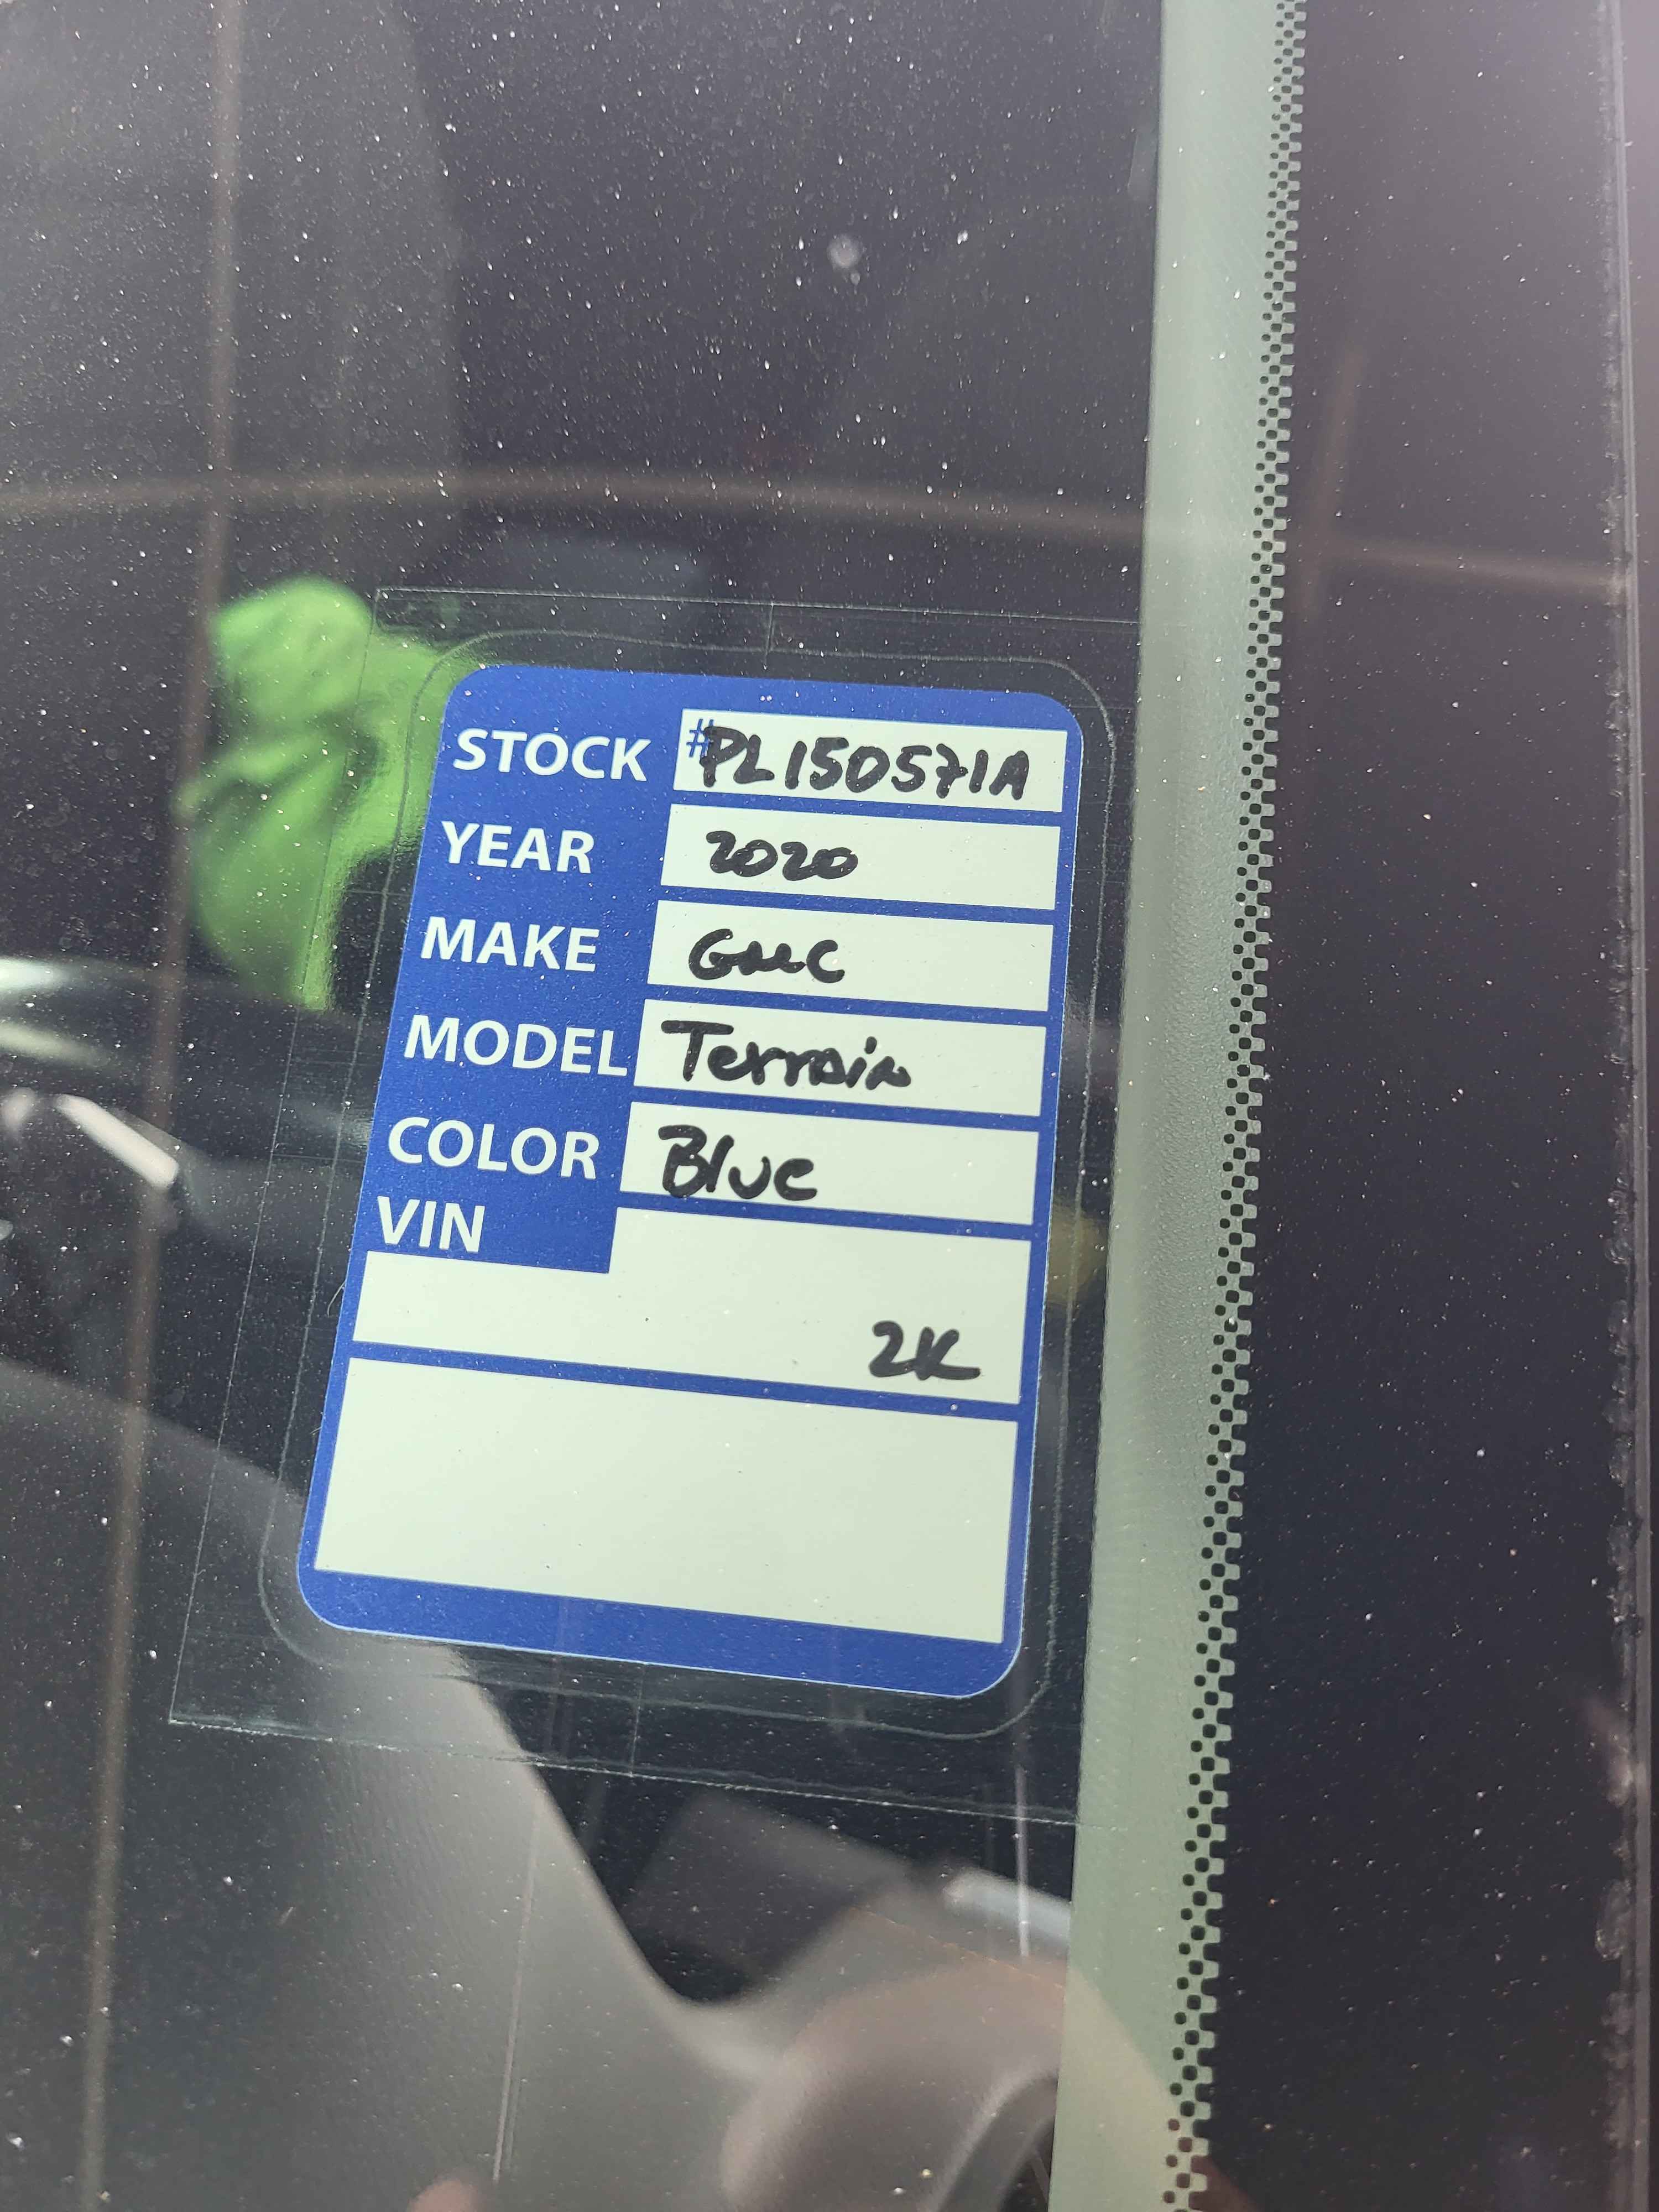 STOCK #PL150571A
YEAR 2020
MAKE GMC
MODEL Terrain
COLOR Blue
VIN
2K